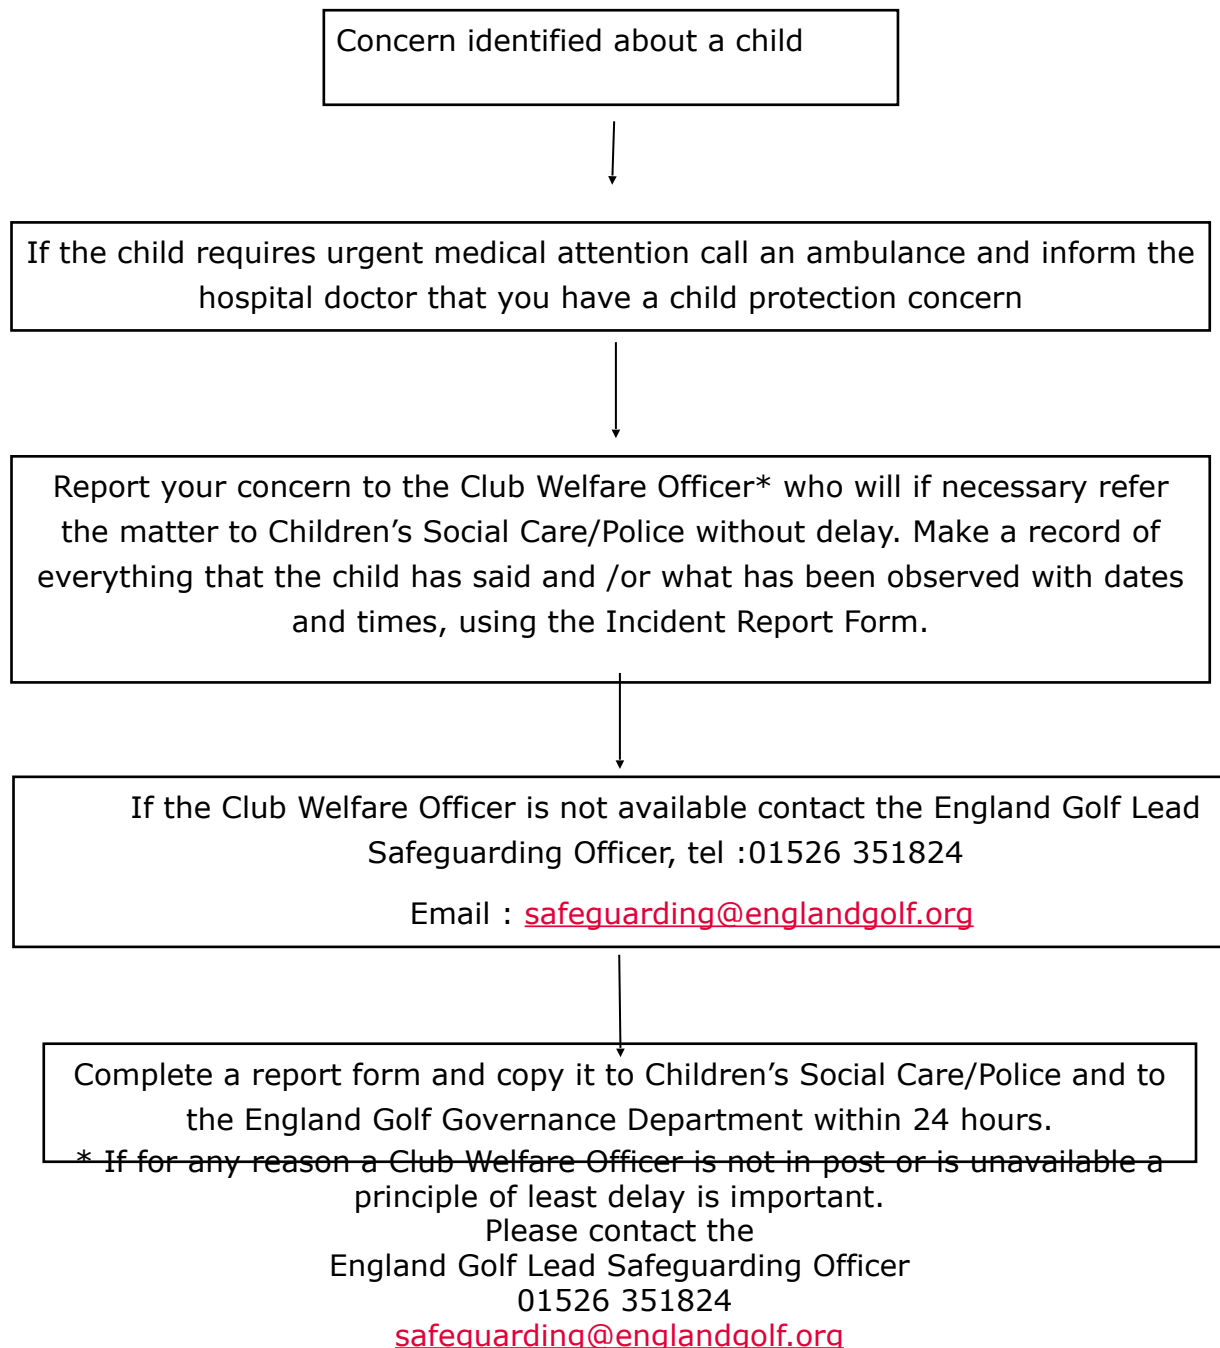 Concern identified about a child
If the child requires urgent medical attention call an ambulance and inform the
hospital doctor that you have a child protection concern
Report your concern to the Club Welfare Officer* who will if necessary refer
the matter to Children’s Social Care/Police without delay. Make a record of
everything that the child has said and /or what has been observed with dates
and times, using the Incident Report Form.
If the Club Welfare Officer is not available contact the England Golf Lead
Safeguarding Officer, tel :01526 351824
Email : safeguarding@englandgolf.org
Complete a report form and copy it to Children’s Social Care/Police and to
the England Golf Governance Department within 24 hours.
* If for any reason a Club Welfare Officer is not in post or is unavailable a
principle of least delay is important.
Please contact the
England Golf Lead Safeguarding Officer
01526 351824
safeguarding@englandgolf.org